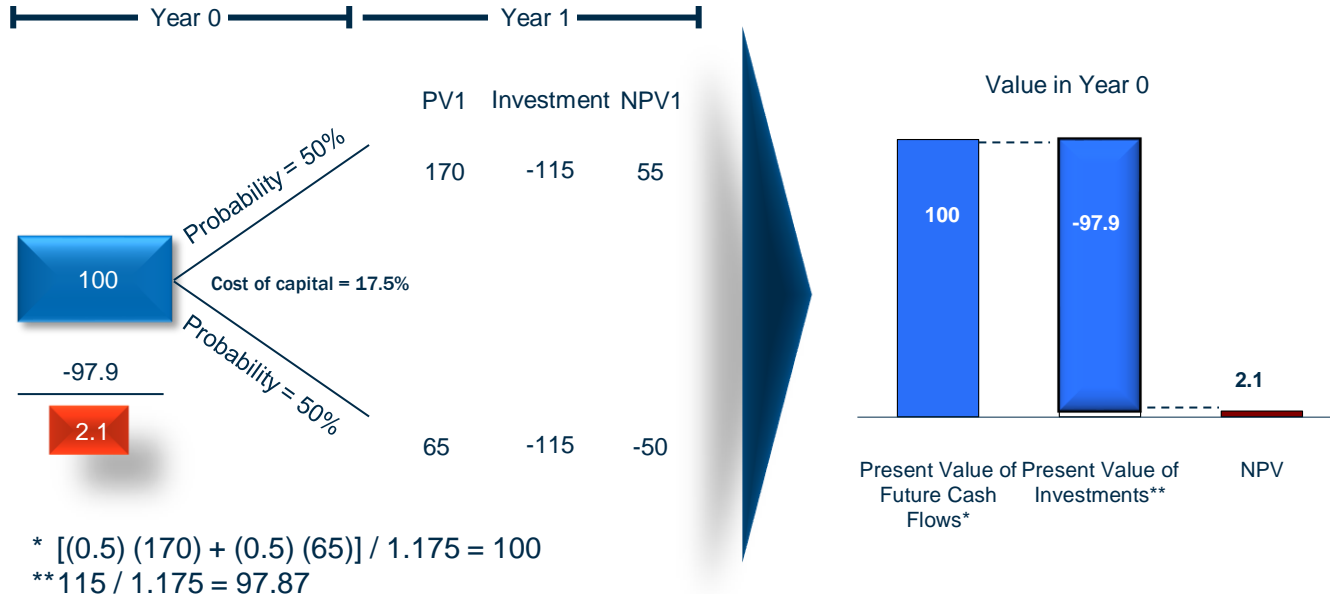 Year 0
Year 1
PV1 Investment NPV1
Probability = 50%
170 -115 55
100
Cost of capital = 17.5%
Probability = 50%
-97.9
2.1
65 -115 -50
* [(0.5) (170) + (0.5) (65)] / 1.175 = 100
**115 / 1.175 = 97.87
Value in Year 0
100
-97.9
2.1
Present Value of
Future Cash
Flows*
Present Value of
Investments**
NPV